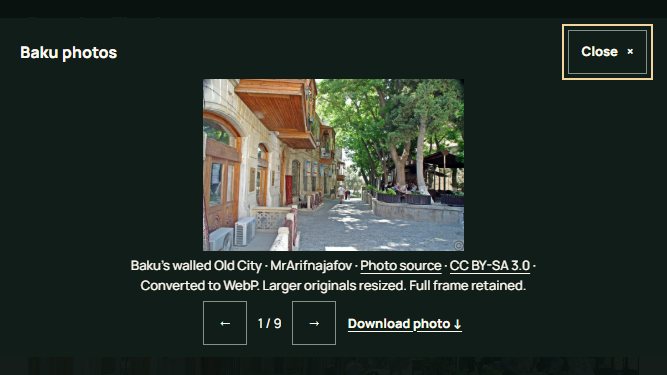 Baku photos
Close ×
Baku's walled Old City · MrArifnajafov · Photo source · CC BY-SA 3.0 ·
Converted to WebP. Larger originals resized. Full frame retained.
← 1 / 9 → Download photo ↓